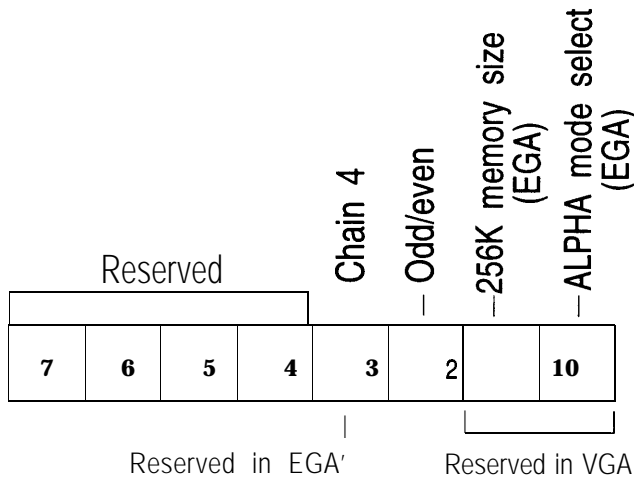 256K memory size
(EGA)
ALPHA mode select
(EGA)
Chain 4
Odd/even
Reserved
7 6 5 4 3 2 10
Reserved in EGA'
Reserved in VGA